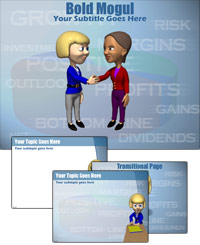 Bold Mogul
Your Subtitle Goes Here
GROWTH
RISK
INVESTMENT
MARGINS
POSITIVE
OUTLOOK
PROFITS
GAINS
BOTTOM-LINE
DIVIDENDS
Your Topic Goes Here
Your subtopic goes here
Transitional Page
Your Topic Goes Here
Your subtopic goes here